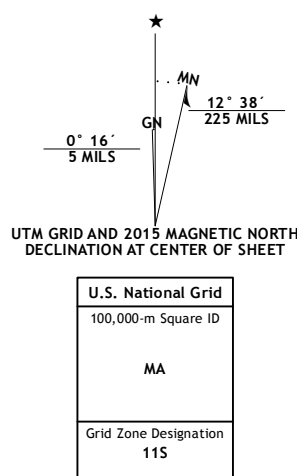 ★
MN
GN
12° 38´
225 MILS
0° 16´
5 MILS
UTM GRID AND 2015 MAGNETIC NORTH
DECLINATION AT CENTER OF SHEET
U.S. National Grid
100,000-m Square ID
MA
Grid Zone Designation
11S